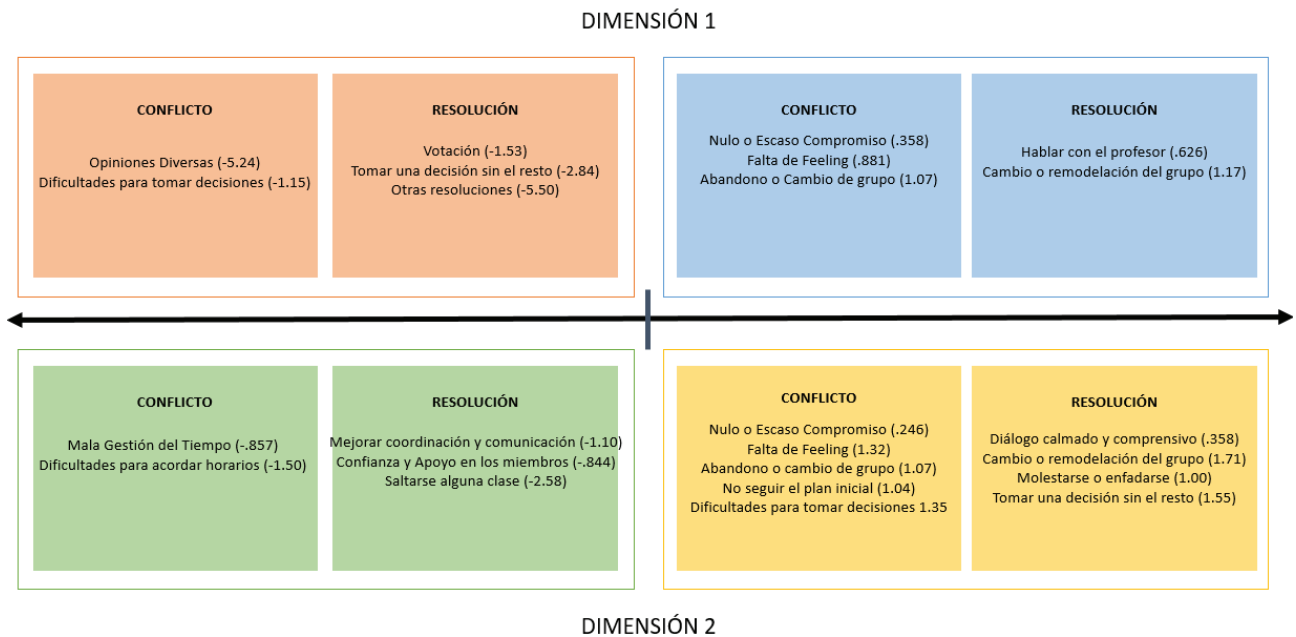 DIMENSIÓN 1
CONFLICTO
Opiniones Diversas (-5.24)
Dificultades para tomar decisiones (-1.15)
RESOLUCIÓN
Votación (-1.53)
Tomar una decisión sin el resto (-2.84)
Otras resoluciones (-5.50)
CONFLICTO
Nulo o Escaso Compromiso (.358)
Falta de Feeling (.881)
Abandono o Cambio de grupo (1.07)
RESOLUCIÓN
Hablar con el profesor (.626)
Cambio o remodelación del grupo (1.17)
CONFLICTO
Mala Gestión del Tiempo (-.857)
Dificultades para acordar horarios (-1.50)
RESOLUCIÓN
Mejorar coordinación y comunicación (-1.10)
Confianza y Apoyo en los miembros (-.844)
Saltarse alguna clase (-2.58)
CONFLICTO
Nulo o Escaso Compromiso (.246)
Falta de Feeling (1.32)
Abandono o cambio de grupo (1.07)
No seguir el plan inicial (1.04)
Dificultades para tomar decisiones 1.35
RESOLUCIÓN
Diálogo calmado y comprensivo (.358)
Cambio o remodelación del grupo (1.71)
Molestarse o enfadarse (1.00)
Tomar una decisión sin el resto (1.55)
DIMENSIÓN 2